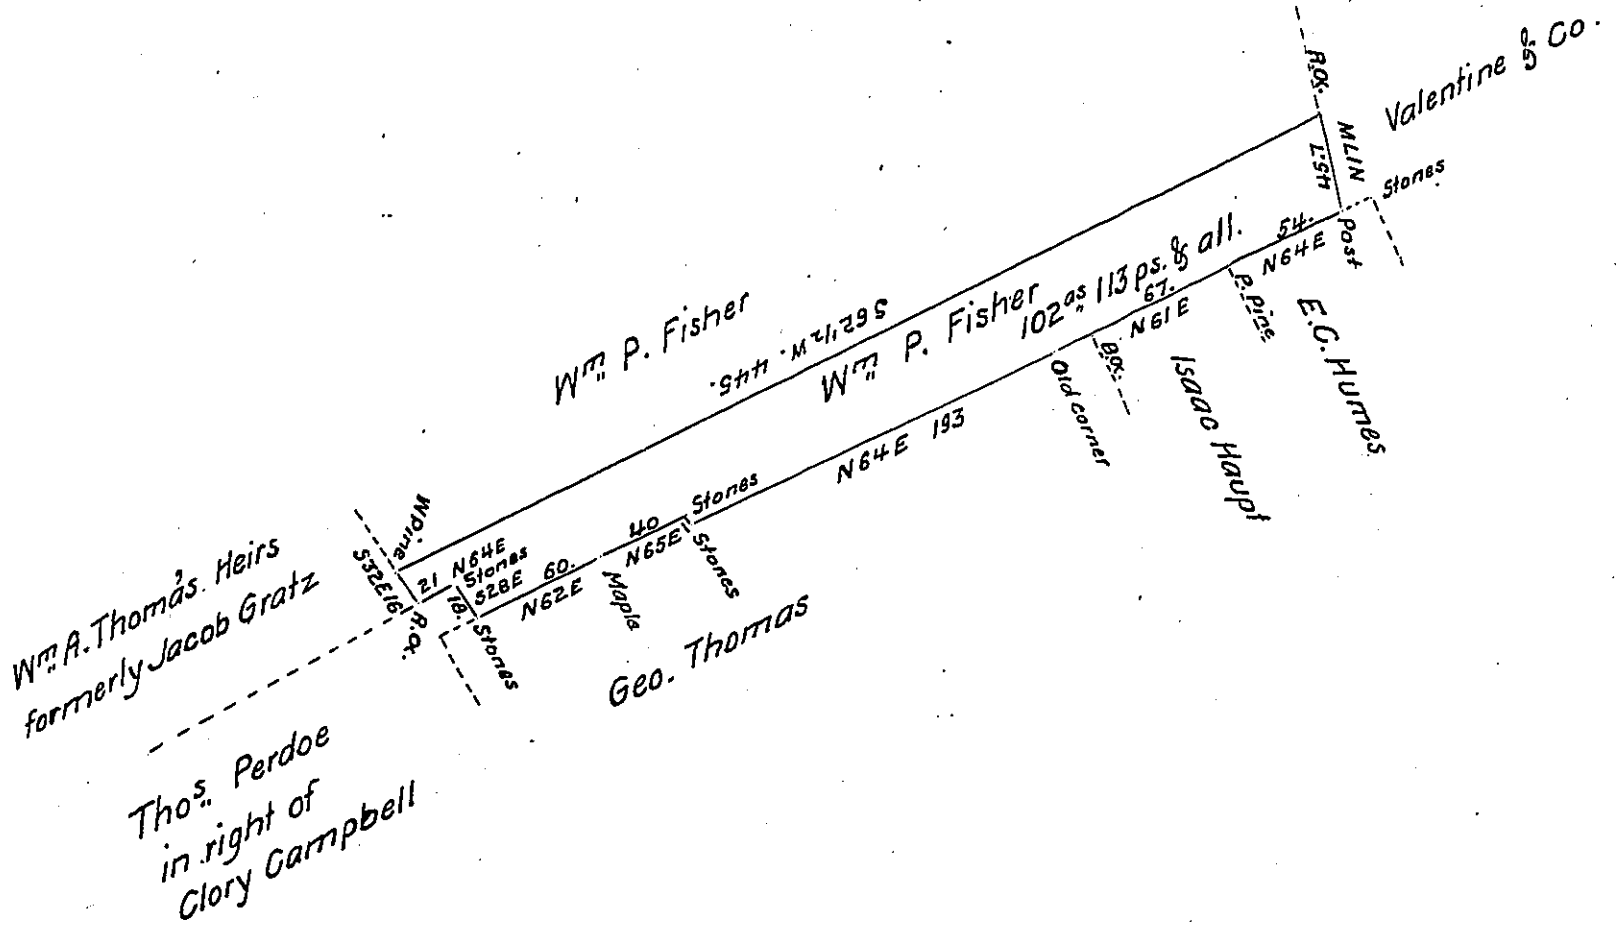 Wm P. Fisher
S62½W. 445.
Wm P. Fisher
102as 113 ps. & all.
R.O.
N17W
45.7
Valentine & Co.
Stones
Post
54.
N64E
P. Pine
E.C. Humes
67.
N61E
B.O.
Isaac Haupt
Old corner
N64E 193
Stones
Stones
40
N65E
Maple
60.
N62E
Geo. Thomas
W Pine
S32E16
R.O.
21 N64E
Stones
S28E
18.
Stones
Wm A. Thomas. Heirs
formerly Jacob Gratz
Thos. Perdoe
in right of
Clory Campbell